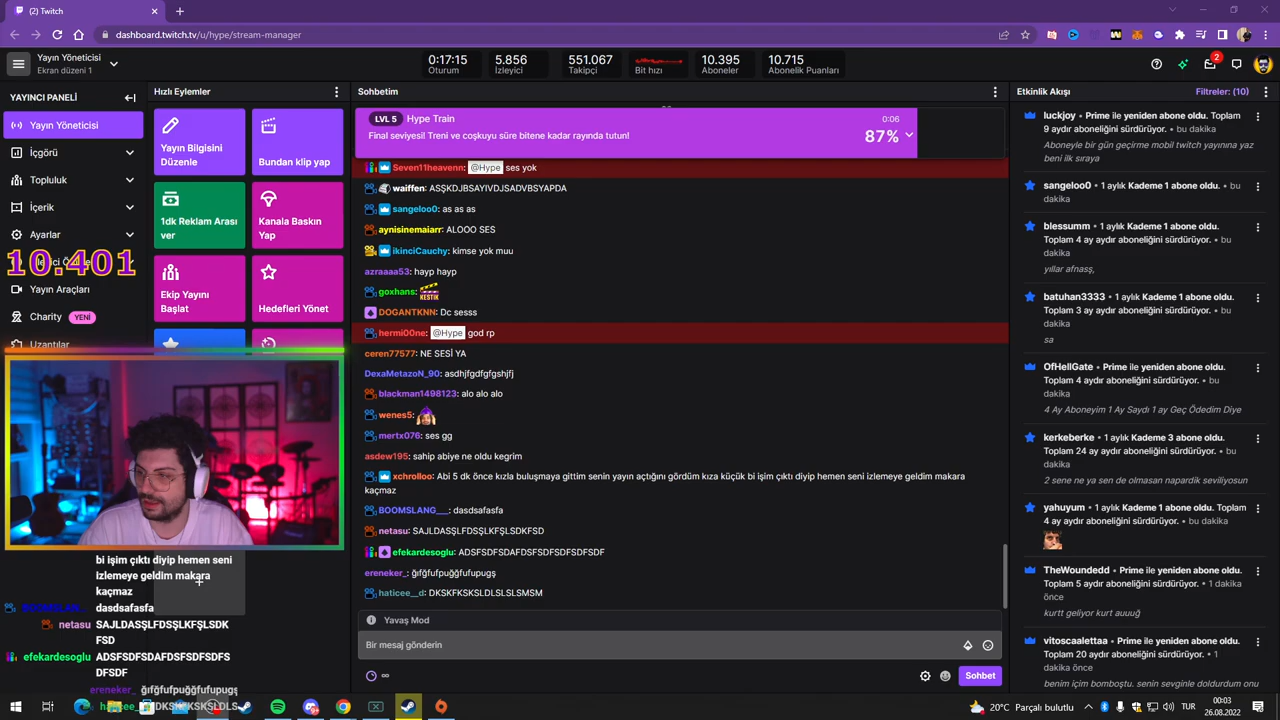 (2) Twitch
dashboard.twitch.tv/u/hype/stream-manager
Yayın Yöneticisi
Ekran düzeni 1
0:17:15
Oturum
5.856
İzleyici
551.067
Takipçi
Bit hızı
10.395
Aboneler
10.715
Abonelik Puanları
2
YAYINCI PANELİ
Yayın Yöneticisi
İçgörü
Topluluk
İçerik
Ayarlar
10.401
Yayın Araçları
Charity YENİ
Uzantılar
Hızlı Eylemler
Yayın Bilgisini
Düzenle
Bundan klip yap
1dk Reklam Arası
ver
Kanala Baskın
Yap
Ekip Yayını
Başlat
Hedefleri Yönet
Sohbetim
LVL 5 Hype Train
Final seviyesi! Treni ve coşkuyu süre bitene kadar rayında tutun!
0:06
87%
Seven11heavenn: @Hype ses yok
waiffen: ASŞKDJBSAYIVDJSADVBSYAPDA
sangeloo0: as as as
aynisinemaiarr: ALOOO SES
ikinciCauchy: kimse yok muu
azraaaa53: hayp hayp
goxhans: KESTİK
DOGANTKNN: Dc sesss
hermi00ne: @Hype god rp
ceren77577: NE SESİ YA
DexaMetazoN_90: asdhjfgdfgfgshjfj
blackman1498123: alo alo alo
wenes5:
mertx076: ses gg
asdew195: sahip abiye ne oldu kegrim
xchrolloo: Abi 5 dk önce kızla buluşmaya gittim senin yayın açtığını gördüm kıza küçük bi işim çıktı diyip hemen seni izlemeye geldim makara
kaçmaz
BOOMSLANG___: dasdsafasfa
netasu: SAJLDASŞLFDSŞLKFŞLSDKFSD
efekardesoglu: ADSFSDFSDAFDSFSDFSDFSDFSDF
ereneker_: ğıfğfufpuğğfufupugş
haticee__d: DKSKFKSKSLDLSLSLSMSM
Yavaş Mod
Bir mesaj gönderin
∞
Sohbet
Etkinlik Akışı
Filtreler: (10)
luckjoy • Prime ile yeniden abone oldu.
Toplam 9 aydır aboneliğini sürdürüyor. • bu
dakika
Aboneyle bir gün geçirme mobil twitch yayınına yaz
beni ilk sıraya
sangeloo0 • 1 aylık Kademe 1 abone oldu. • bu
dakika
blessumm • 1 aylık Kademe 1 abone oldu.
Toplam 4 ay aydır aboneliğini sürdürüyor. • bu
dakika
yıllar afnasş,
batuhan3333 • 1 aylık Kademe 1 abone oldu.
Toplam 3 ay aydır aboneliğini sürdürüyor. • bu
dakika
sa
OfHellGate • Prime ile yeniden abone oldu.
Toplam 4 aydır aboneliğini sürdürüyor. • bu
dakika
4 Ay Aboneyim 1 Ay Saydı 1 ay Geç Ödedim Diye
kerkeberke • 1 aylık Kademe 3 abone oldu.
Toplam 24 ay aydır aboneliğini sürdürüyor. • bu
dakika
2 sene ne ya sen de olmasan napardik seviliyosun
yahuyum • 1 aylık Kademe 1 abone oldu. Toplam
4 ay aydır aboneliğini sürdürüyor. • bu dakika
TheWoundedd • Prime ile yeniden abone oldu.
Toplam 5 aydır aboneliğini sürdürüyor. • 1 dakika
önce
kurtt geliyor kurt auuuğ
vitoscaalettaa • Prime ile yeniden abone oldu.
Toplam 20 aydır aboneliğini sürdürüyor. • 1
dakika önce
benim içim bomboştu. senin sevginle doldurdum onu
bi işim çıktı diyip hemen seni
izlemeye geldim makara
kaçmaz
BOOMSLAN... dasdsafasfa
netasu SAJLDASŞLFDSŞLKFŞLSDK
FSD
efekardesoglu ADSFSDFSDAFDSFSDFSDFS
DFSDF
ereneker_ ğıfğfufpuğğfufupugş
20°C Parçalı bulutlu
TUR
00:03
26.08.2022